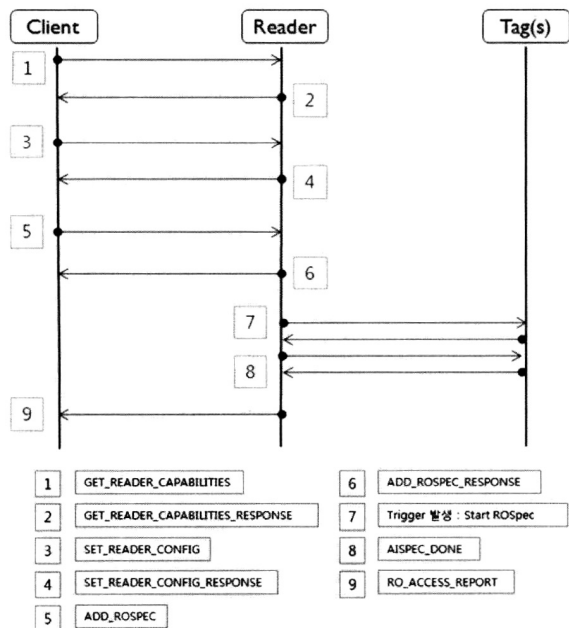 Client Reader Tag(s)
1
2
3
4
5
6
7
8
9
1 GET_READER_CAPABILITIES
2 GET_READER_CAPABILITIES_RESPONSE
3 SET_READER_CONFIG
4 SET_READER_CONFIG_RESPONSE
5 ADD_ROSPEC
6 ADD_ROSPEC_RESPONSE
7 Trigger 발생 : Start ROSpec
8 AISPEC_DONE
9 RO_ACCESS_REPORT